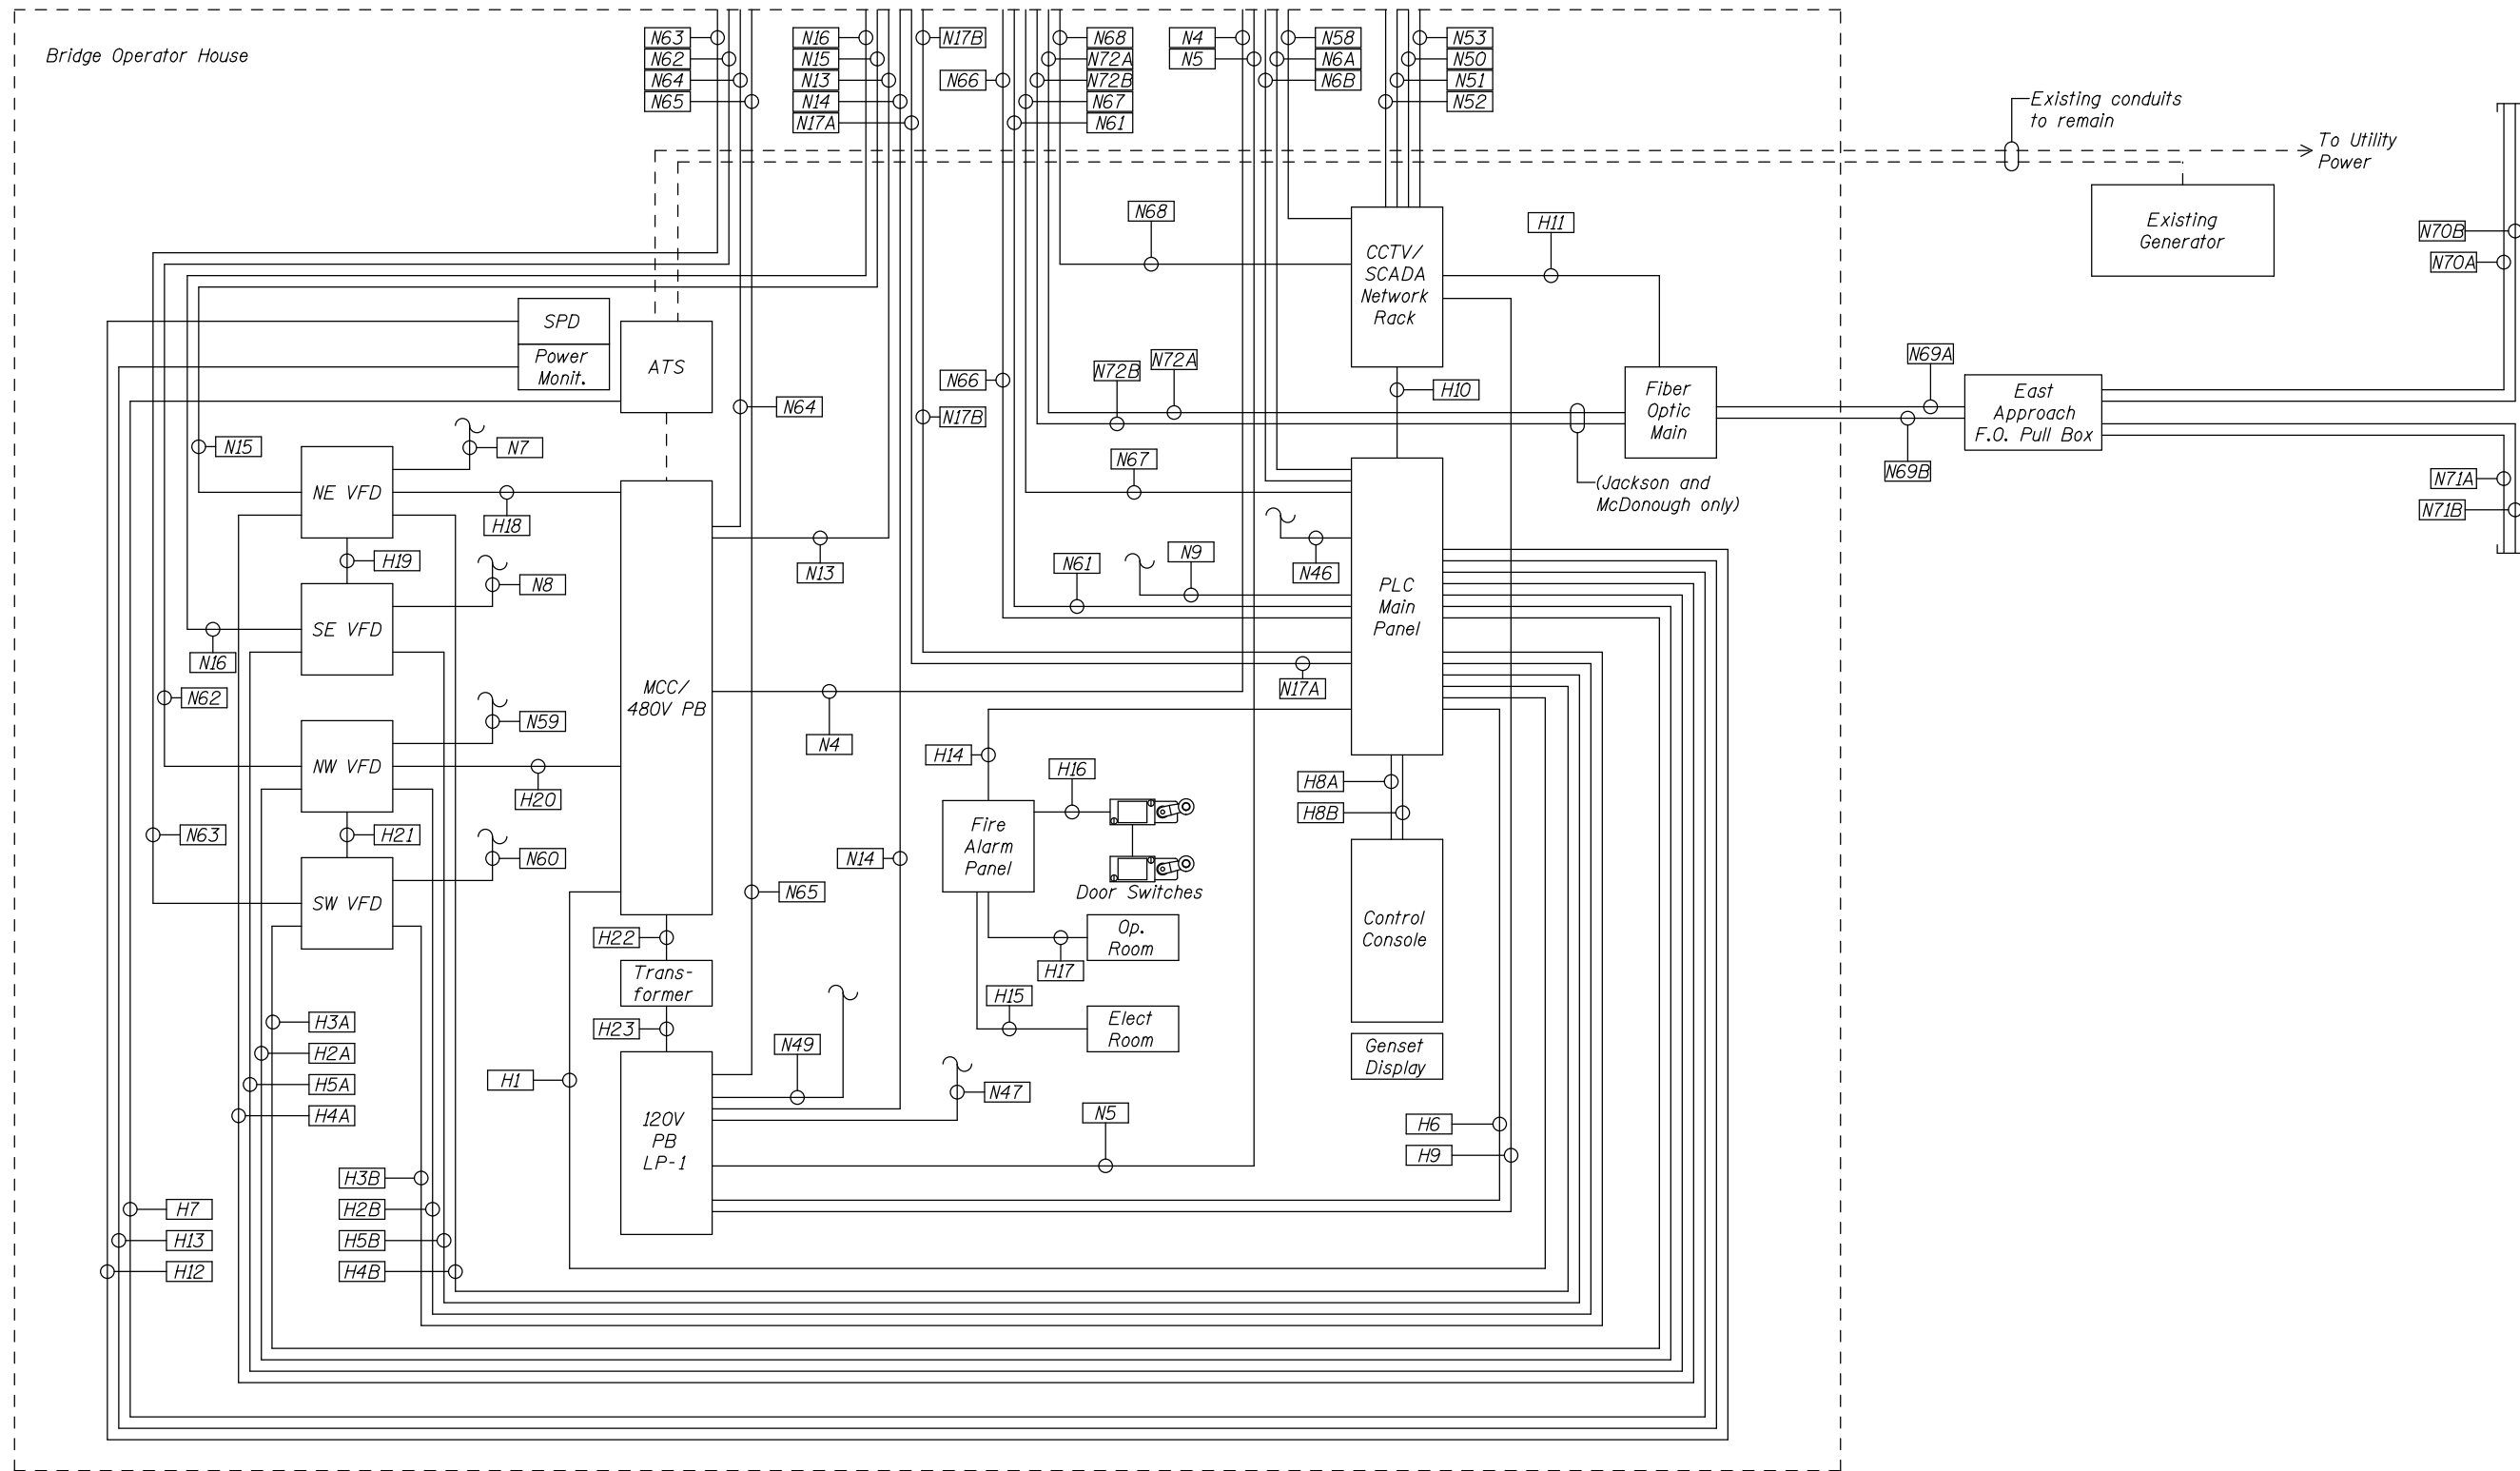 Bridge Operator House
N63
N62
N64
N65
N16
N15
N13
N14
N17A
N17B
N66
N68
N72A
N72B
N67
N61
N4
N5
N58
N6A
N6B
N53
N50
N51
N52
Existing conduits
to remain
To Utility
Power
Existing
Generator
N70B
N70A
N68
H11
CCTV/
SCADA
Network
Rack
SPD
Power
Monit.
ATS
N64
N66
N17B
N72B
N72A
H10
Fiber
Optic
Main
N69A
N69B
East
Approach
F.O. Pull Box
N71A
N71B
(Jackson and
McDonough only)
N15
NE VFD
N7
H18
H19
N67
N46
N13
N61
N9
PLC
Main
Panel
N8
SE VFD
N16
N62
N17A
MCC/
480V PB
N4
N59
NW VFD
H20
H14
H16
H8A
H8B
N63
H21
N60
SW VFD
N14
N65
Fire
Alarm
Panel
Door Switches
Control
Console
H22
Op.
Room
H17
Trans-
former
H15
H23
Elect
Room
Genset
Display
H3A
H2A
H5A
H4A
H1
N49
N47
120V
PB
LP-1
N5
H6
H9
H3B
H2B
H5B
H4B
H7
H13
H12